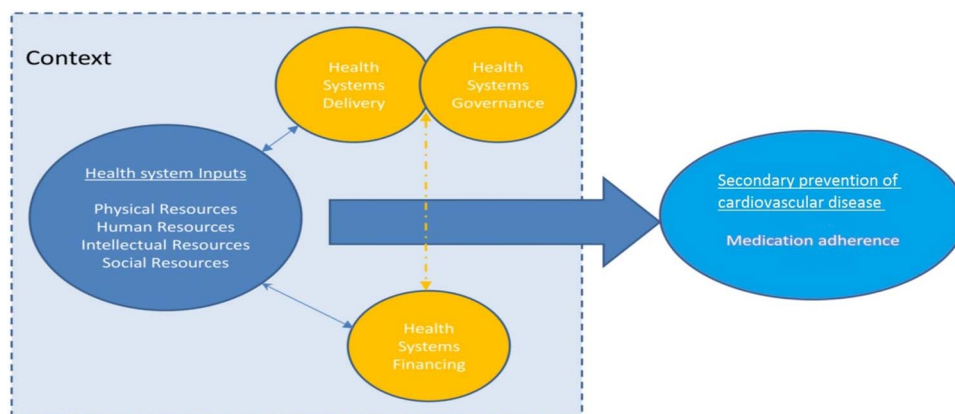 Context
Health
Systems
Delivery
Health
Systems
Governance
Health system Inputs
Physical Resources
Human Resources
Intellectual Resources
Social Resources
Health
Systems
Financing
Secondary prevention of
cardiovascular disease
Medication adherence